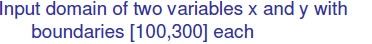 Input domain of two variables x and y with
boundaries [100,300] each